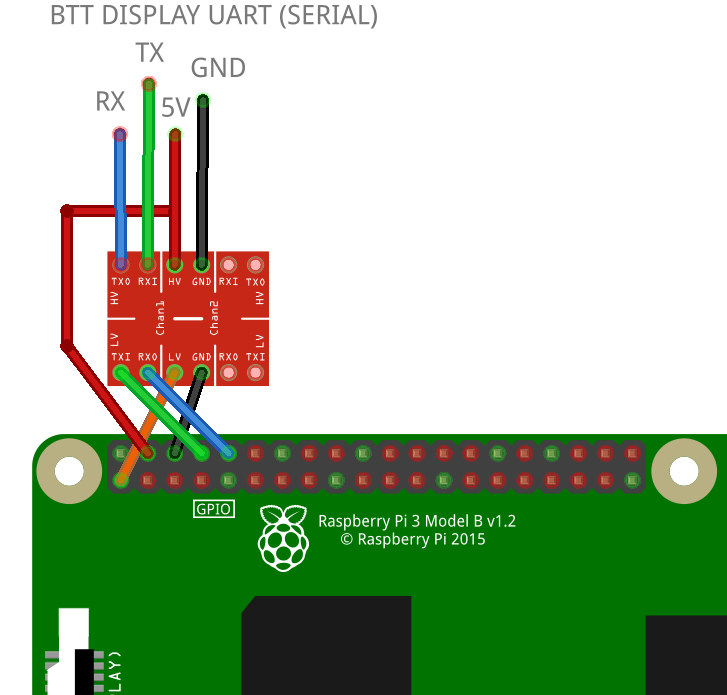 BTT DISPLAY UART (SERIAL)
TX
GND
RX
5V
TXO RXI HV GND RXI TXO
HV
HV
Chan1
Chan2
LV
LV
TXI RXO LV GND RXO TXI
GPIO
Raspberry Pi 3 Model B v1.2
© Raspberry Pi 2015
LAY)